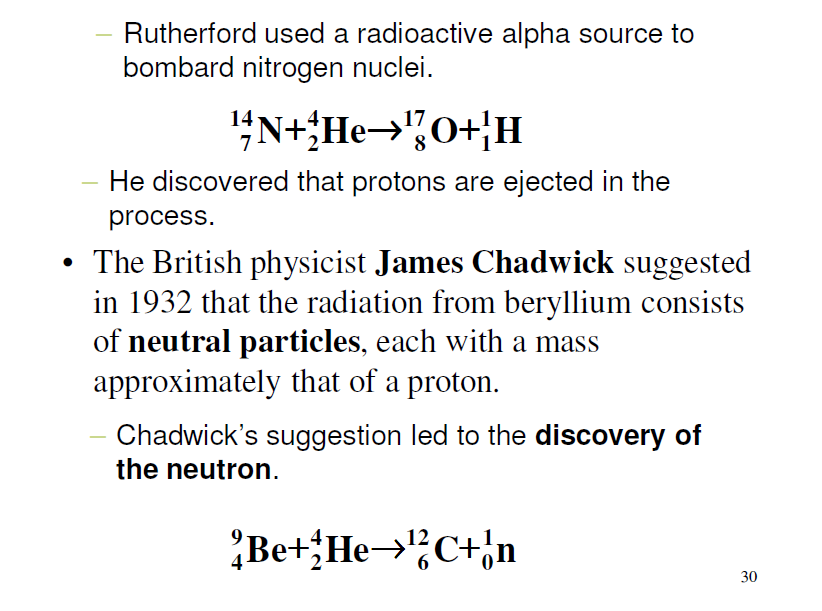 – Rutherford used a radioactive alpha source to
bombard nitrogen nuclei.
¹⁴₇N+⁴₂He→¹⁷₈O+¹₁H
– He discovered that protons are ejected in the
process.
• The British physicist James Chadwick suggested
in 1932 that the radiation from beryllium consists
of neutral particles, each with a mass
approximately that of a proton.
– Chadwick’s suggestion led to the discovery of
the neutron.
⁹₄Be+⁴₂He→¹²₆C+¹₀n
30